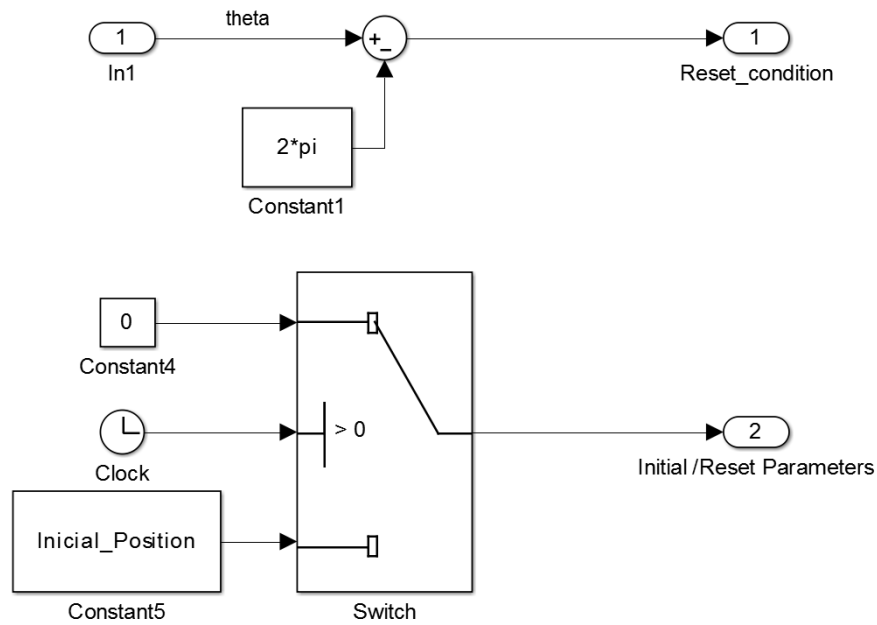 theta
1
+
−
1
In1
Reset_condition
2*pi
Constant1
0
Constant4
> 0
2
Clock
Initial /Reset Parameters
Inicial_Position
Constant5
Switch